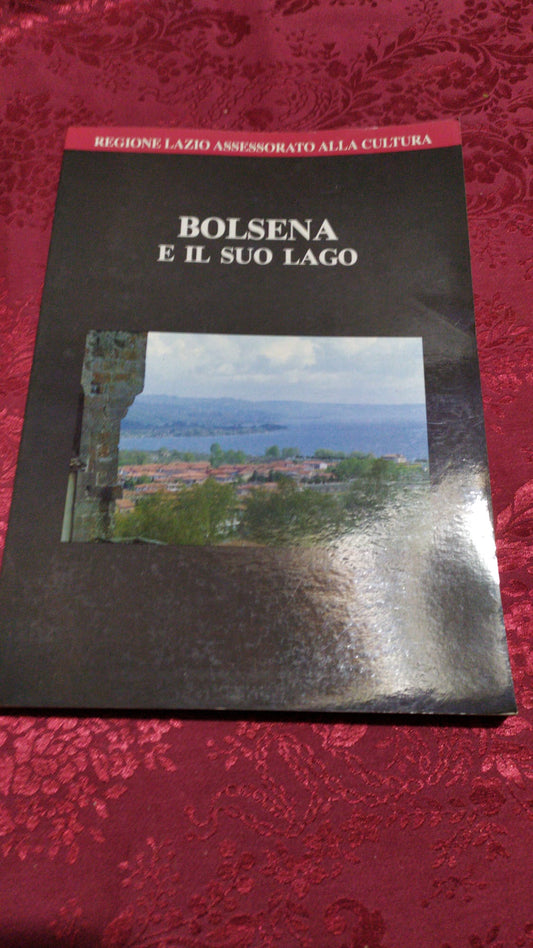 REGIONE LAZIO ASSESSORATO ALLA CULTURA
BOLSENA
E IL SUO LAGO